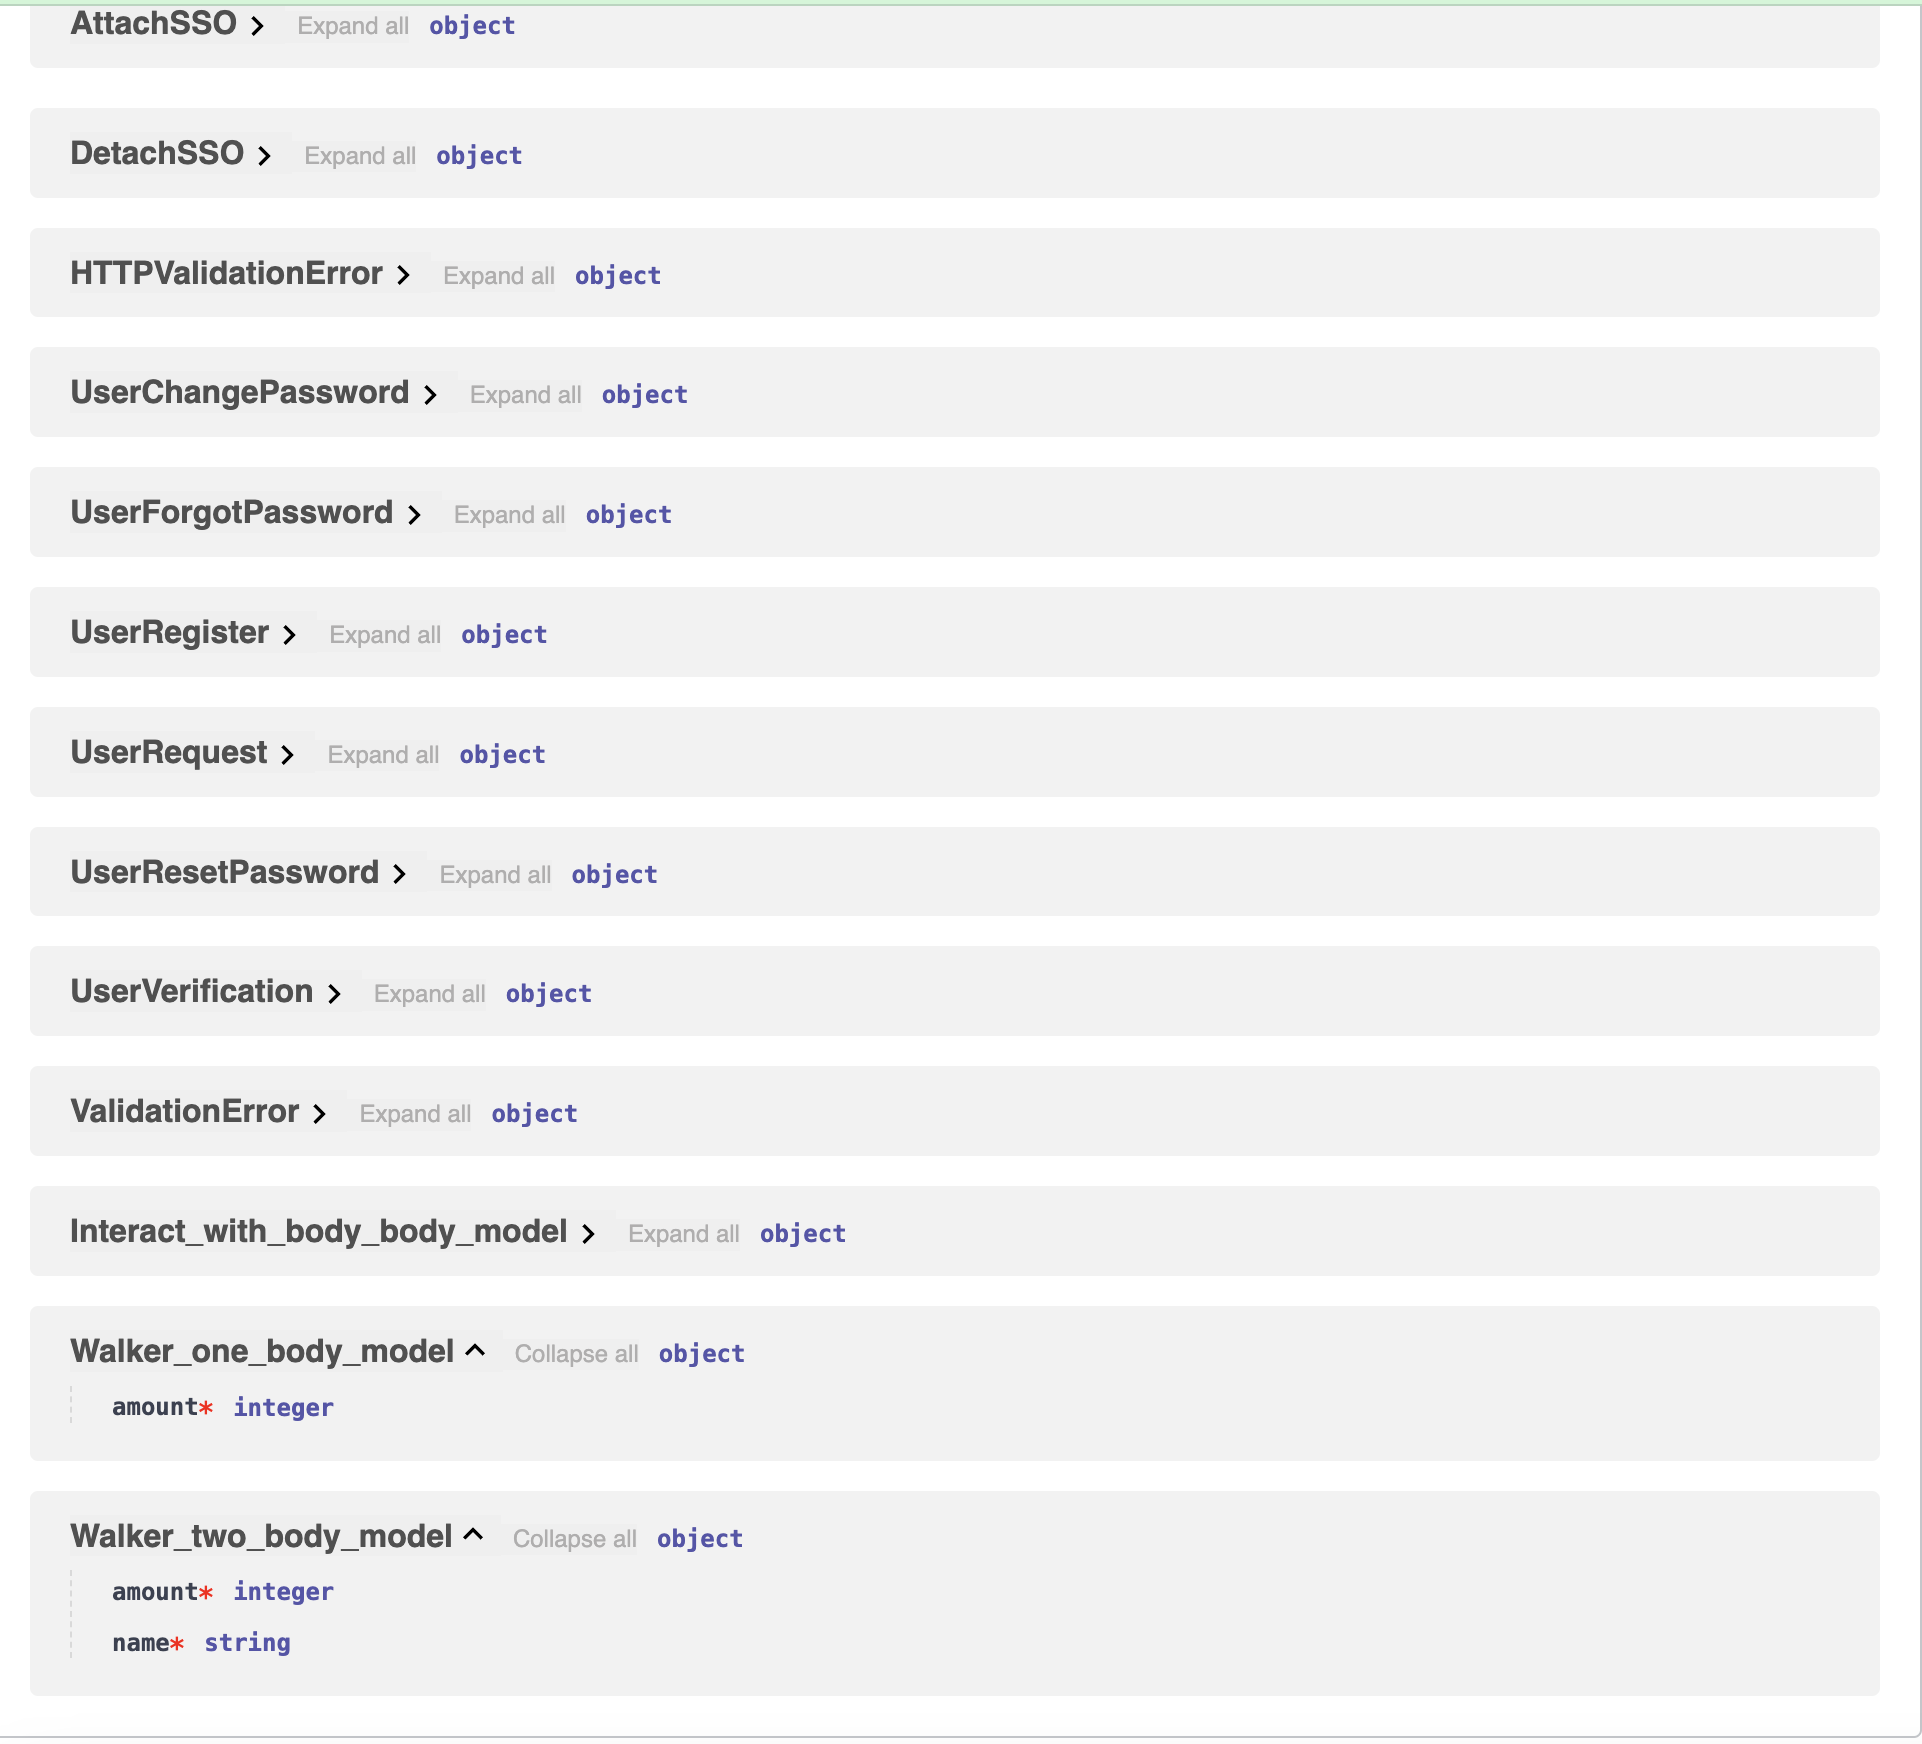 AttachSSO Expand all object
DetachSSO Expand all object
HTTPValidationError Expand all object
UserChangePassword Expand all object
UserForgotPassword Expand all object
UserRegister Expand all object
UserRequest Expand all object
UserResetPassword Expand all object
UserVerification Expand all object
ValidationError Expand all object
Interact_with_body_body_model Expand all object
Walker_one_body_model Collapse all object
amount* integer
Walker_two_body_model Collapse all object
amount* integer
name* string